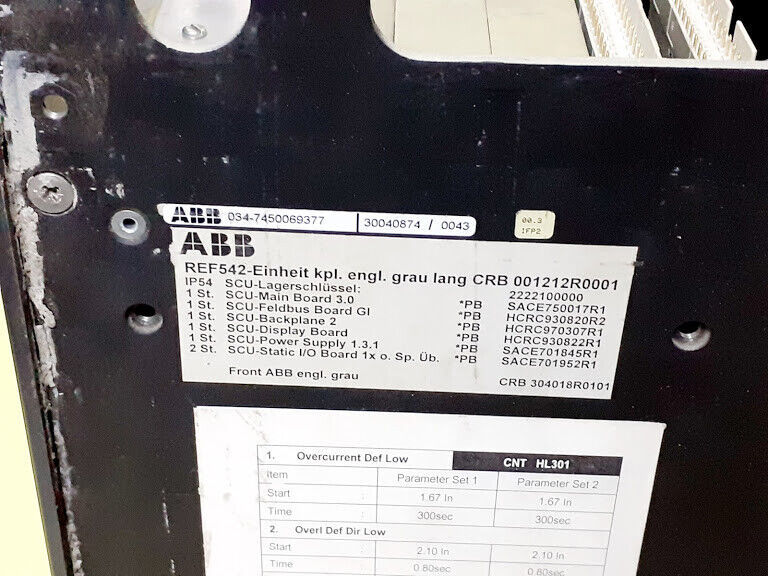 ABB 034-7450069377 30040874 / 0043
00.3
1FP2
ABB
REF542-Einheit kpl. engl. grau lang CRB 001212R0001
IP54 SCU-Lagerschlüssel: 2222100000
1 St. SCU-Main Board 3.0 *PB SACE750017R1
1 St. SCU-Feldbus Board GI *PB HCRC930820R2
1 St. SCU-Backplane 2 *PB HCRC970307R1
1 St. SCU-Display Board *PB HCRC930822R1
1 St. SCU-Power Supply 1.3.1 *PB SACE701845R1
2 St. SCU-Static I/O Board 1x o. Sp. Üb. *PB SACE701952R1
Front ABB engl. grau CRB 304018R0101
1. Overcurrent Def Low CNT HL301
Item Parameter Set 1 Parameter Set 2
Start : 1.67 In 1.67 In
Time : 300sec 300sec
2. Overl Def Dir Low
Start : 2.10 In 2.10 In
Time : 0.80sec 0.80sec